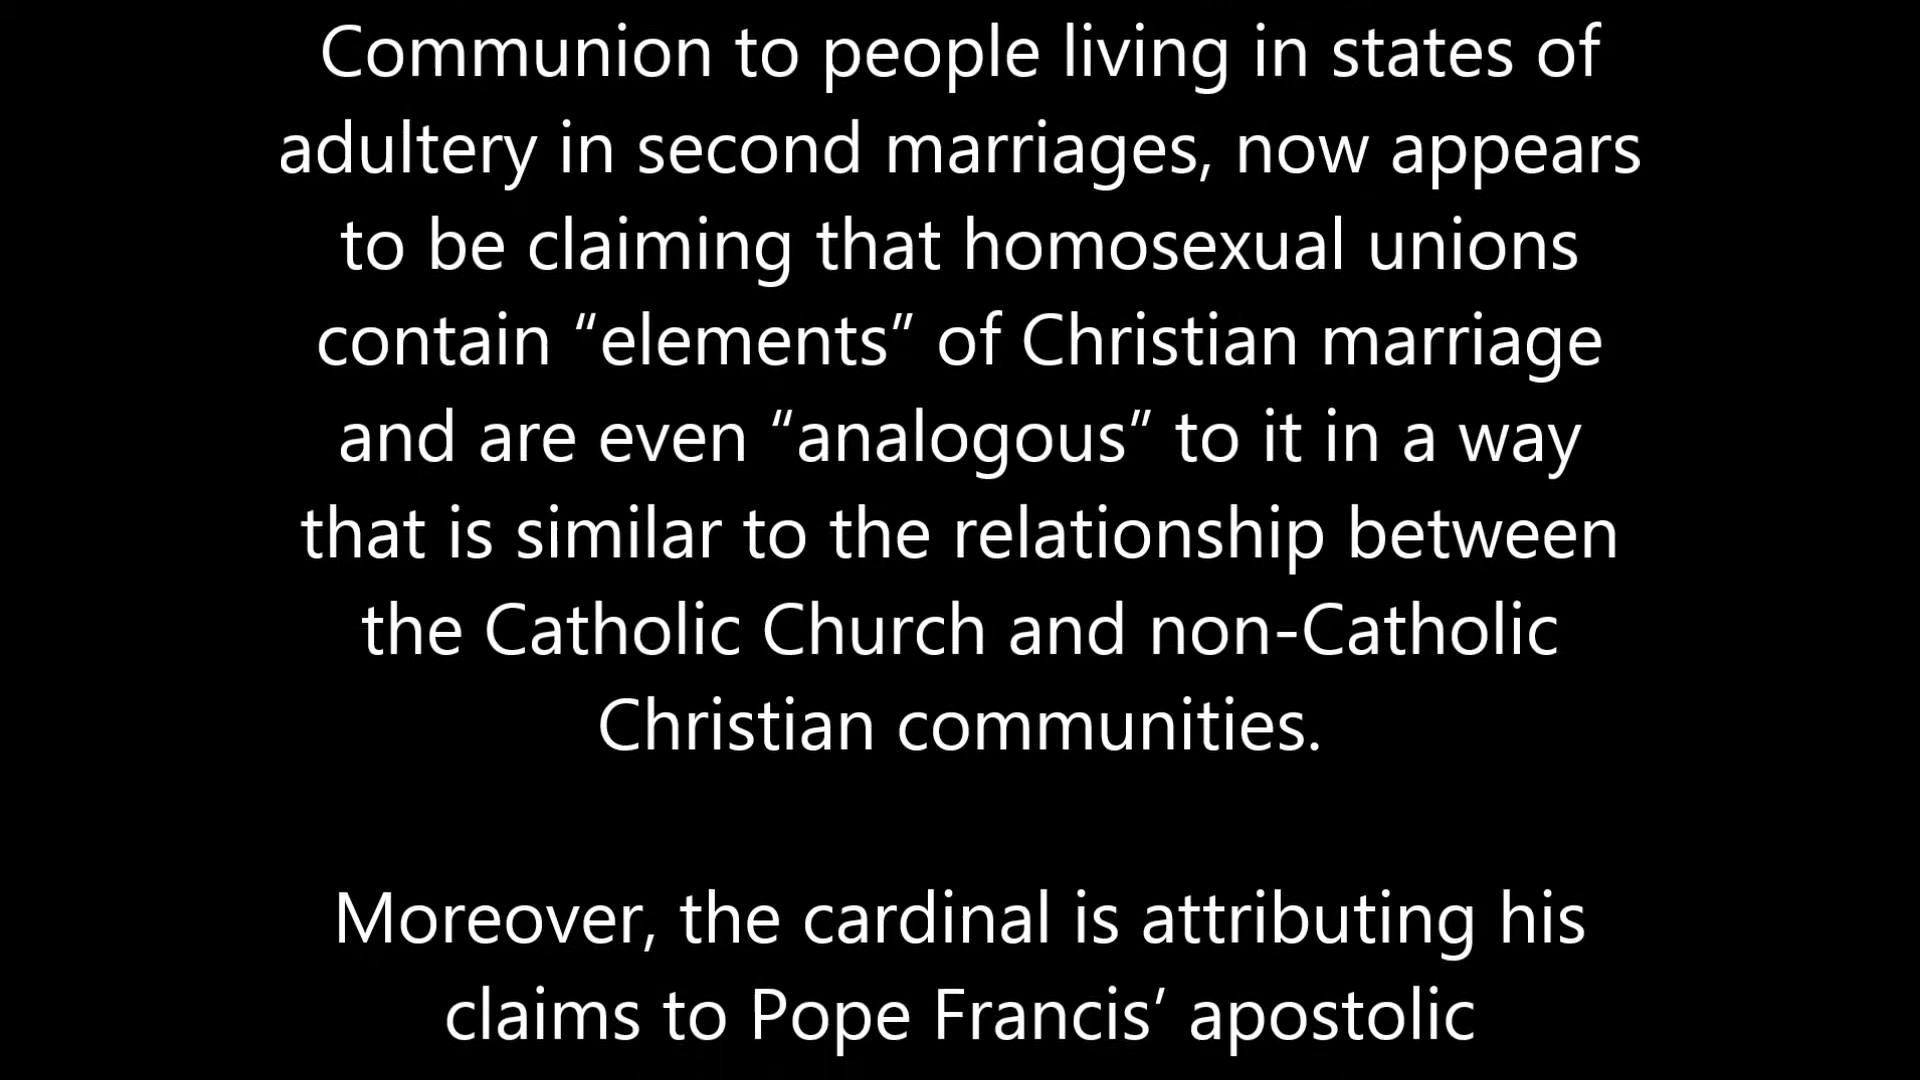 Communion to people living in states of
adultery in second marriages, now appears
to be claiming that homosexual unions
contain “elements” of Christian marriage
and are even “analogous” to it in a way
that is similar to the relationship between
the Catholic Church and non-Catholic
Christian communities.
Moreover, the cardinal is attributing his
claims to Pope Francis’ apostolic